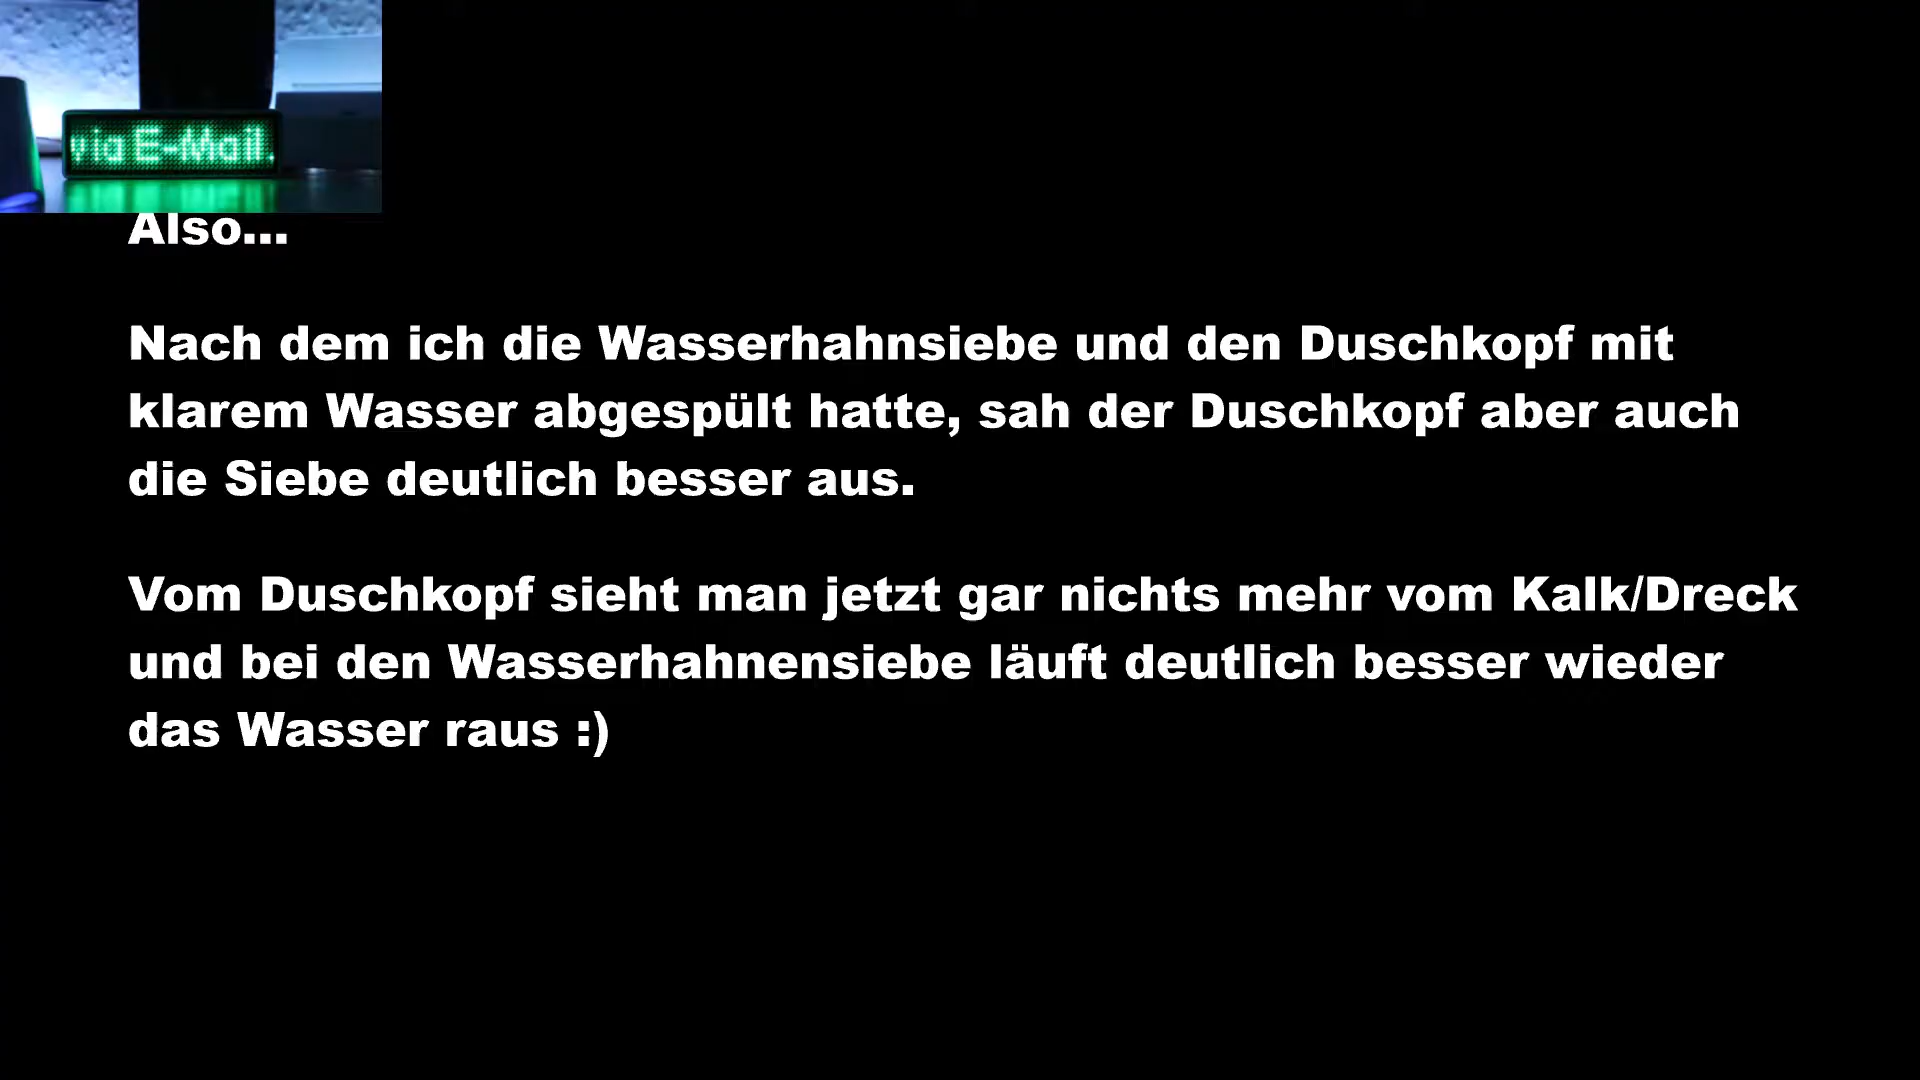 via E-Mail.
Also...
Nach dem ich die Wasserhahnsiebe und den Duschkopf mit
klarem Wasser abgespült hatte, sah der Duschkopf aber auch
die Siebe deutlich besser aus.
Vom Duschkopf sieht man jetzt gar nichts mehr vom Kalk/Dreck
und bei den Wasserhahnensiebe läuft deutlich besser wieder
das Wasser raus :)